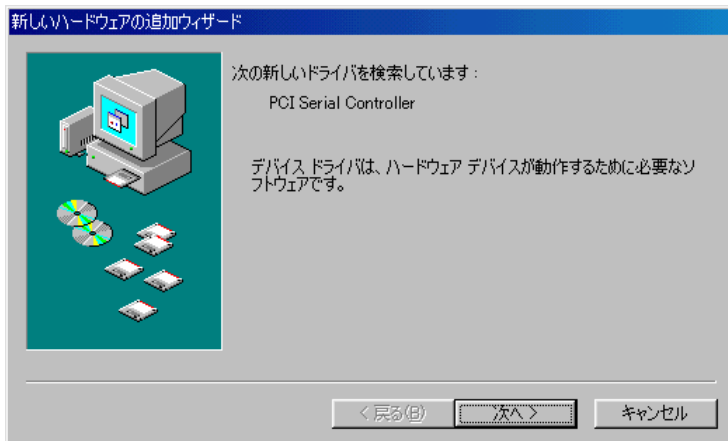 新しいハードウェアの追加ウィザード
次の新しいドライバを検索しています：
PCI Serial Controller
デバイス ドライバは、ハードウェア デバイスが動作するために必要なソ
フトウェアです。
< 戻る(B)
次へ >
キャンセル